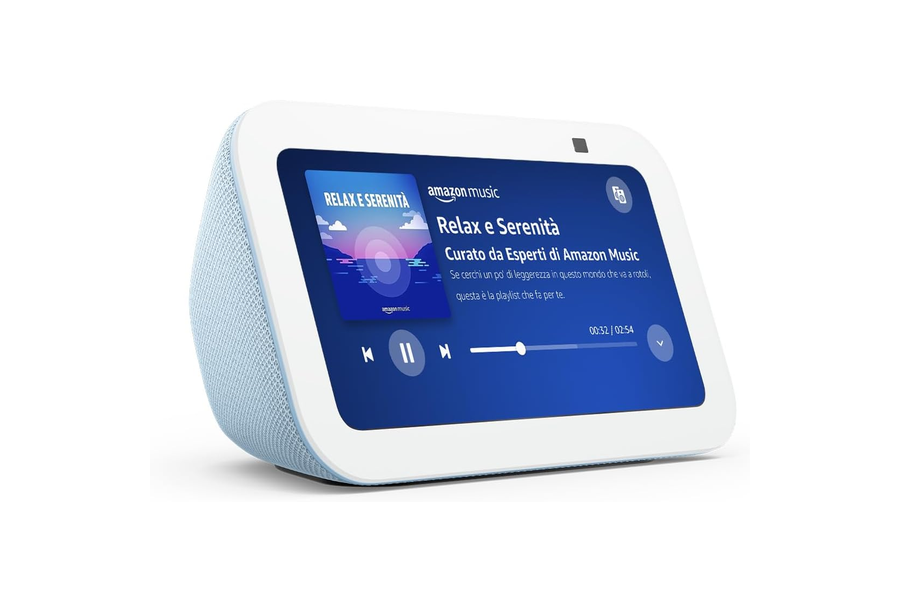 RELAX E SERENITÀ
amazon music
amazon music
Relax e Serenità
Curato da Esperti di Amazon Music
Se cerchi un po' di leggerezza in questo mondo che va a rotoli,
questa è la playlist che fa per te.
00:32 / 02:54